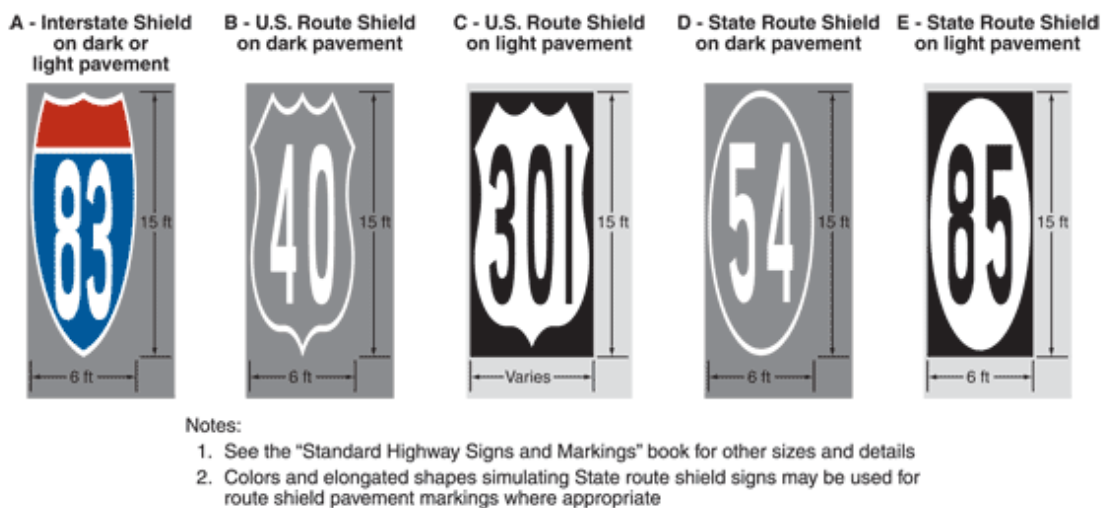 A - Interstate Shield
on dark or
light pavement
B - U.S. Route Shield
on dark pavement
C - U.S. Route Shield
on light pavement
D - State Route Shield
on dark pavement
E - State Route Shield
on light pavement
83
15 ft
6 ft
40
15 ft
6 ft
301
15 ft
Varies
54
15 ft
6 ft
85
15 ft
6 ft
Notes:
1. See the “Standard Highway Signs and Markings” book for other sizes and details
2. Colors and elongated shapes simulating State route shield signs may be used for
route shield pavement markings where appropriate